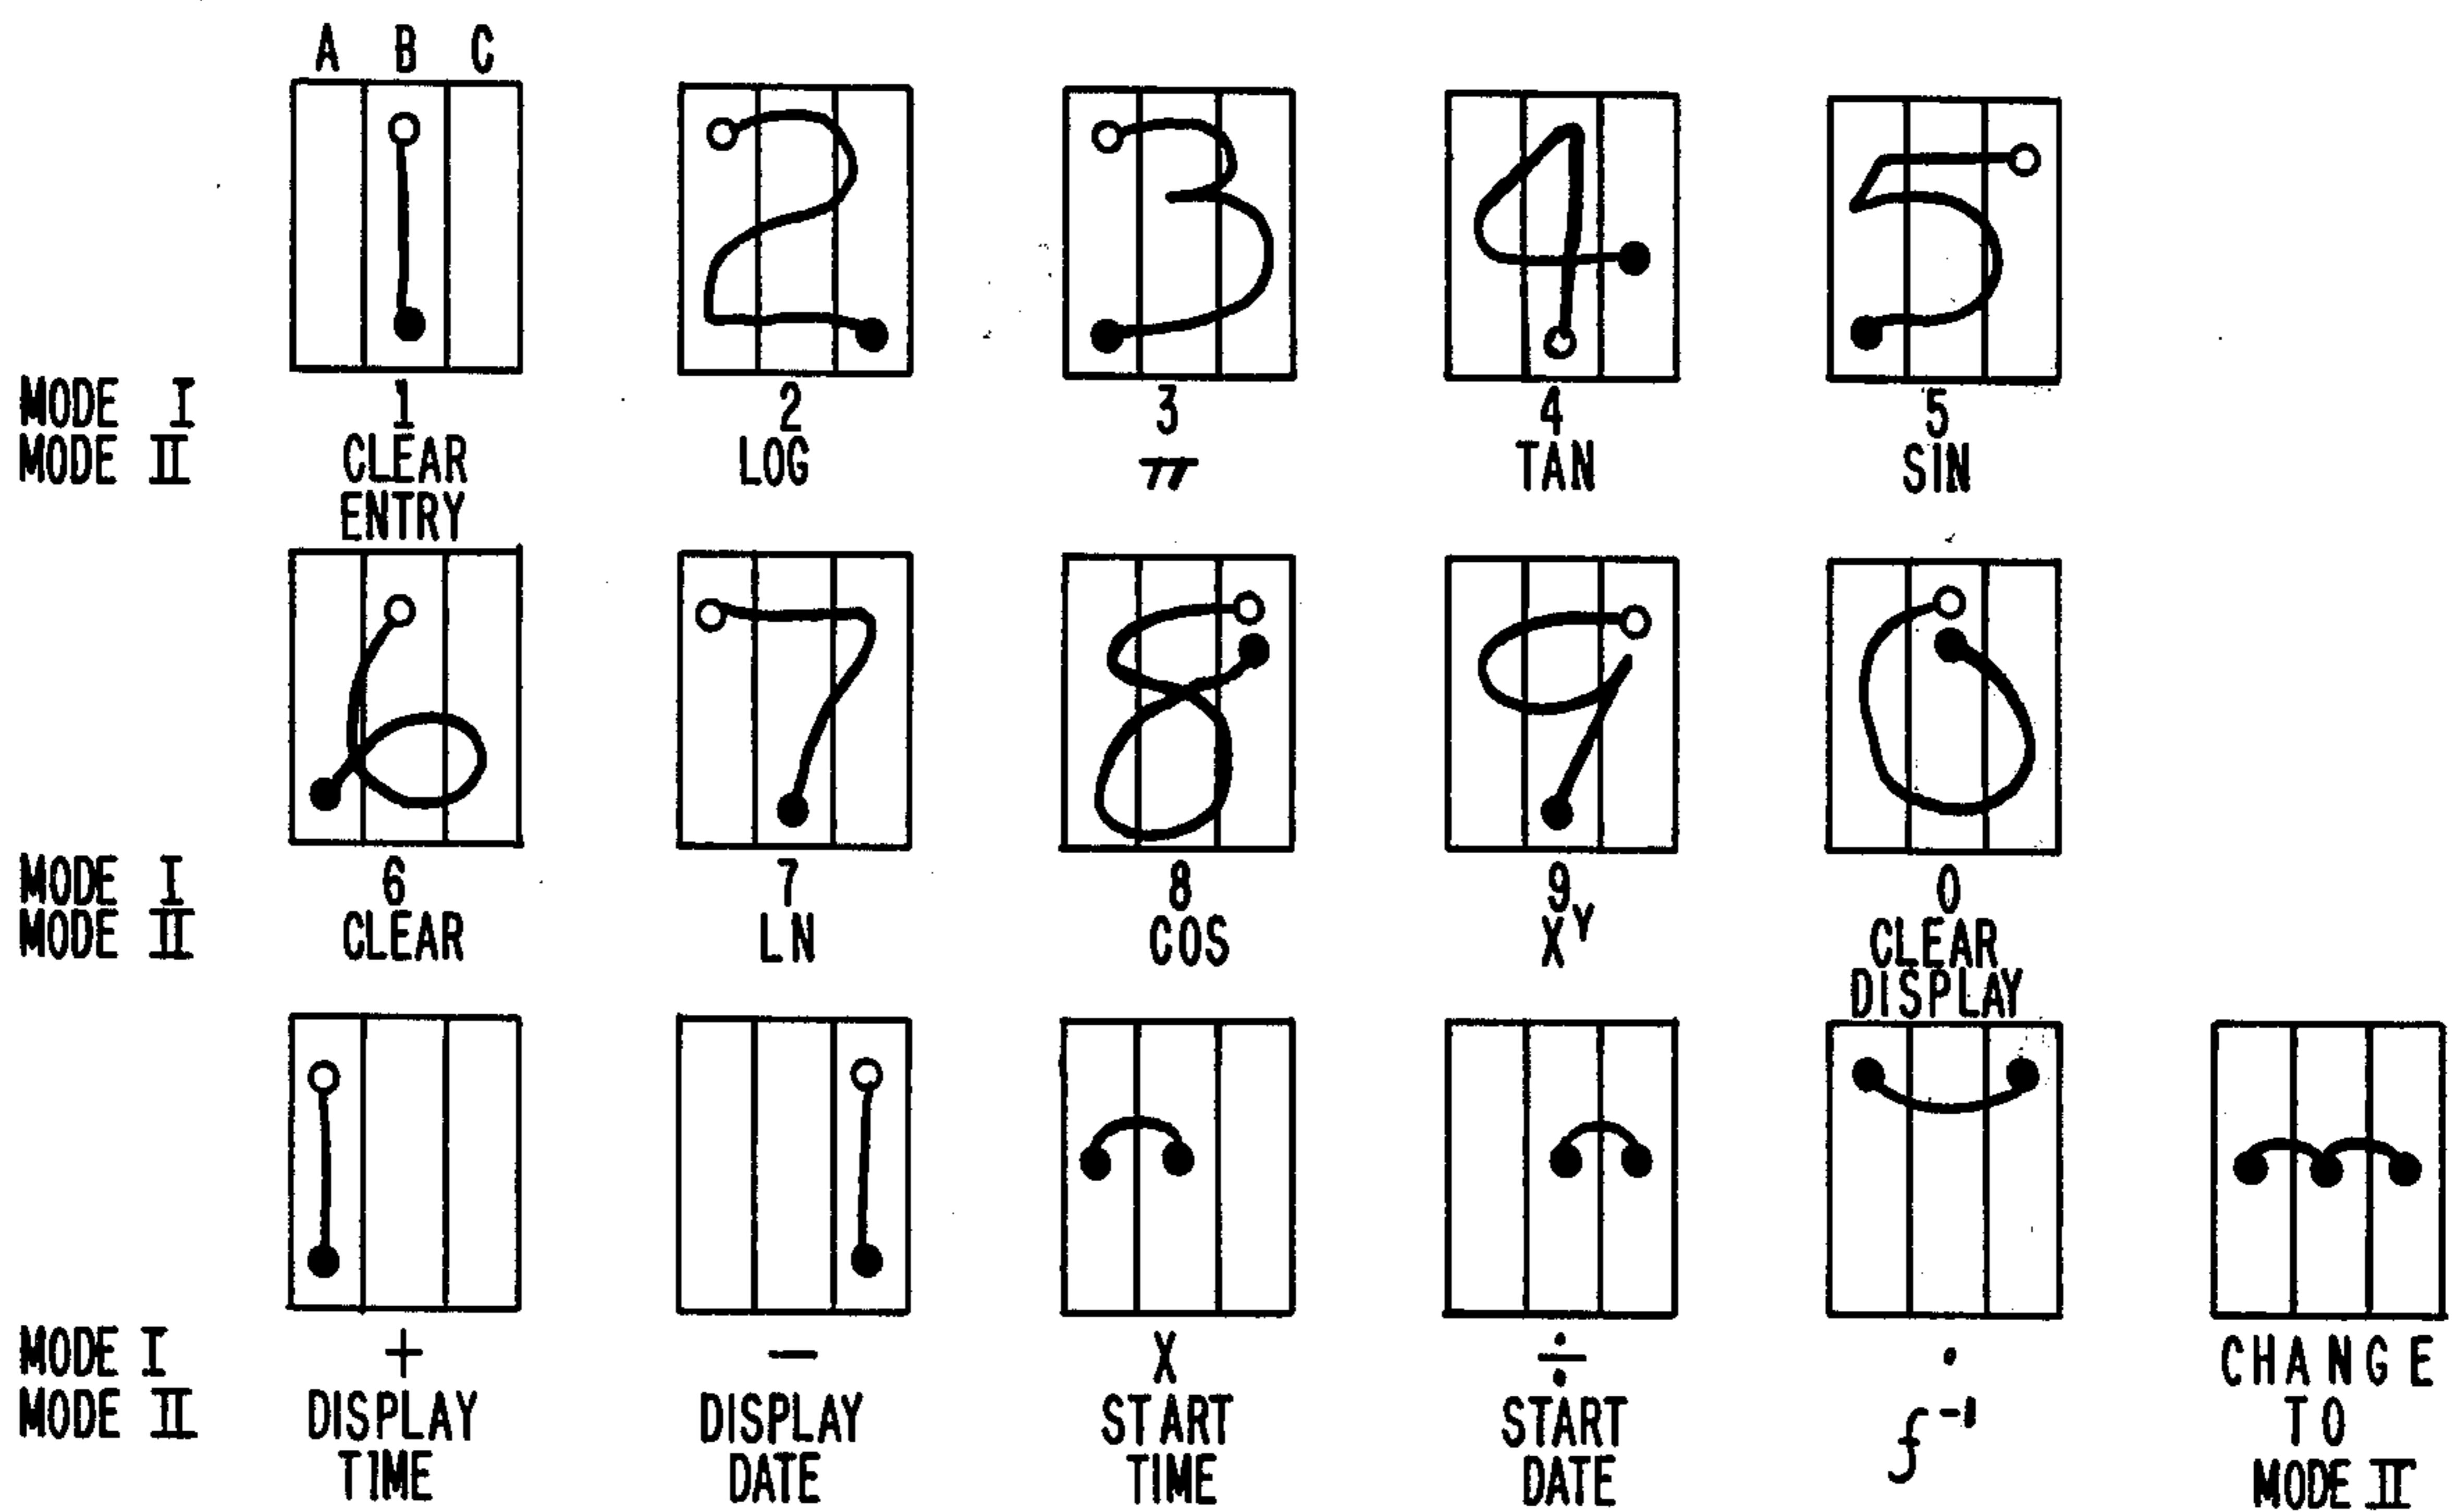 A B C
MODE I 1 2 3 4 5
MODE II CLEAR LOG π TAN SIN
ENTRY
MODE I 6 7 8 9 0
MODE II CLEAR LN COS X^Y CLEAR
DISPLAY
MODE I + — X ÷ · CHANGE
MODE II DISPLAY DISPLAY START START f⁻¹ TO
TIME DATE TIME DATE MODE II